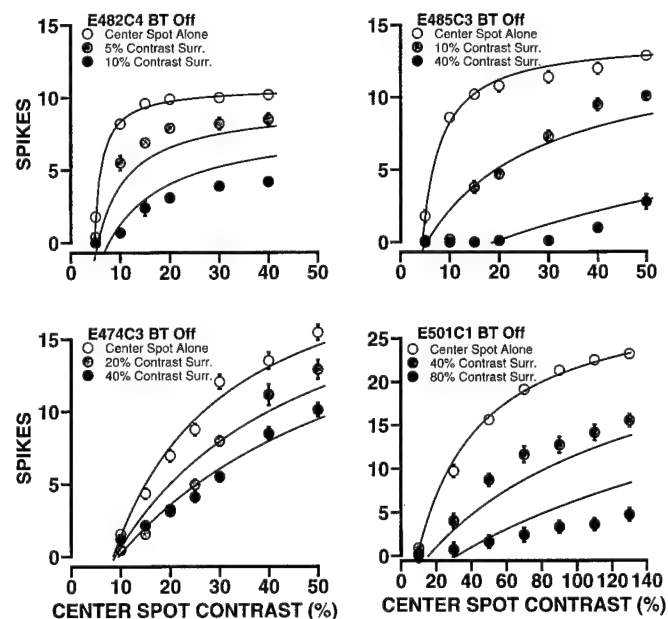 E482C4 BT Off
Center Spot Alone
5% Contrast Surr.
10% Contrast Surr.
15
10
5
0
SPIKES
0 10 20 30 40 50
E485C3 BT Off
Center Spot Alone
10% Contrast Surr.
40% Contrast Surr.
15
10
5
0
0 10 20 30 40 50
E474C3 BT Off
Center Spot Alone
20% Contrast Surr.
40% Contrast Surr.
15
10
5
0
SPIKES
0 10 20 30 40 50
CENTER SPOT CONTRAST (%)
E501C1 BT Off
Center Spot Alone
40% Contrast Surr.
80% Contrast Surr.
25
20
15
10
5
0
0 20 40 60 80 100 120 140
CENTER SPOT CONTRAST (%)